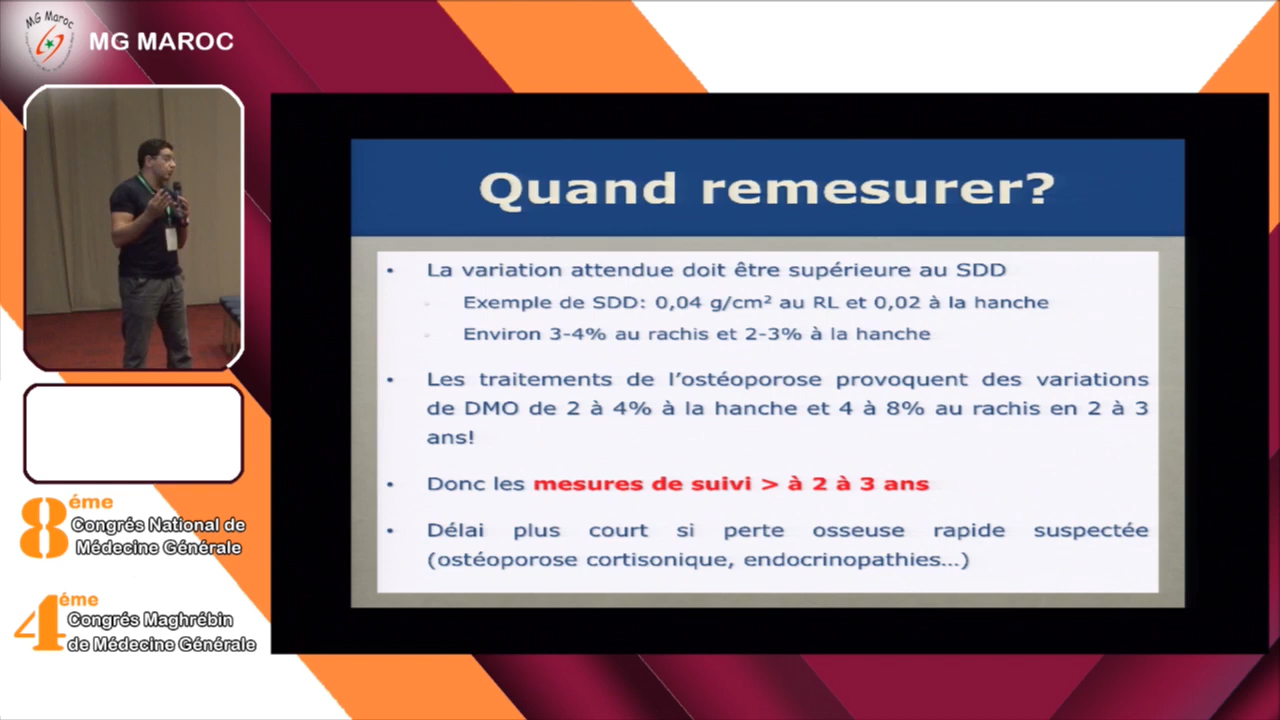 MG Maroc
MG MAROC
Quand remesurer?
• La variation attendue doit être supérieure au SDD
- Exemple de SDD: 0,04 g/cm² au RL et 0,02 à la hanche
- Environ 3-4% au rachis et 2-3% à la hanche
• Les traitements de l'ostéoporose provoquent des variations
de DMO de 2 à 4% à la hanche et 4 à 8% au rachis en 2 à 3
ans!
• Donc les mesures de suivi > à 2 à 3 ans
• Délai plus court si perte osseuse rapide suspectée
(ostéoporose cortisonique, endocrinopathies...)
8éme
Congrés National de
Médecine Générale
4éme
Congrés Maghrébin
de Médecine Générale